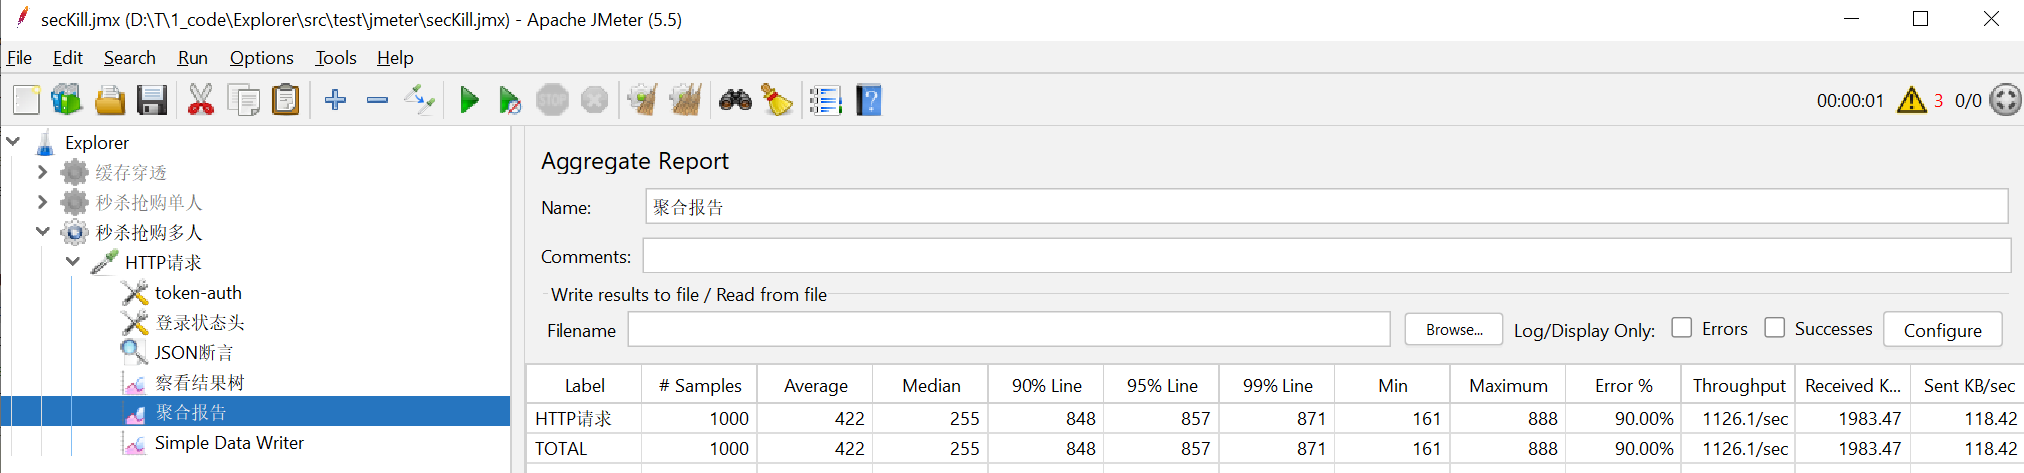 secKill.jmx (D:\T\1_code\Explorer\src\test\jmeter\secKill.jmx) - Apache JMeter (5.5)
File Edit Search Run Options Tools Help
STOP 00:00:01 3 0/0
Explorer
缓存穿透
秒杀抢购单人
秒杀抢购多人
HTTP请求
token-auth
登录状态头
JSON断言
察看结果树
聚合报告
Simple Data Writer
Aggregate Report
Name: 聚合报告
Comments:
Write results to file / Read from file
Filename Browse... Log/Display Only: Errors Successes Configure
Label # Samples Average Median 90% Line 95% Line 99% Line Min Maximum Error % Throughput Received K... Sent KB/sec
HTTP请求 1000 422 255 848 857 871 161 888 90.00% 1126.1/sec 1983.47 118.42
TOTAL 1000 422 255 848 857 871 161 888 90.00% 1126.1/sec 1983.47 118.42